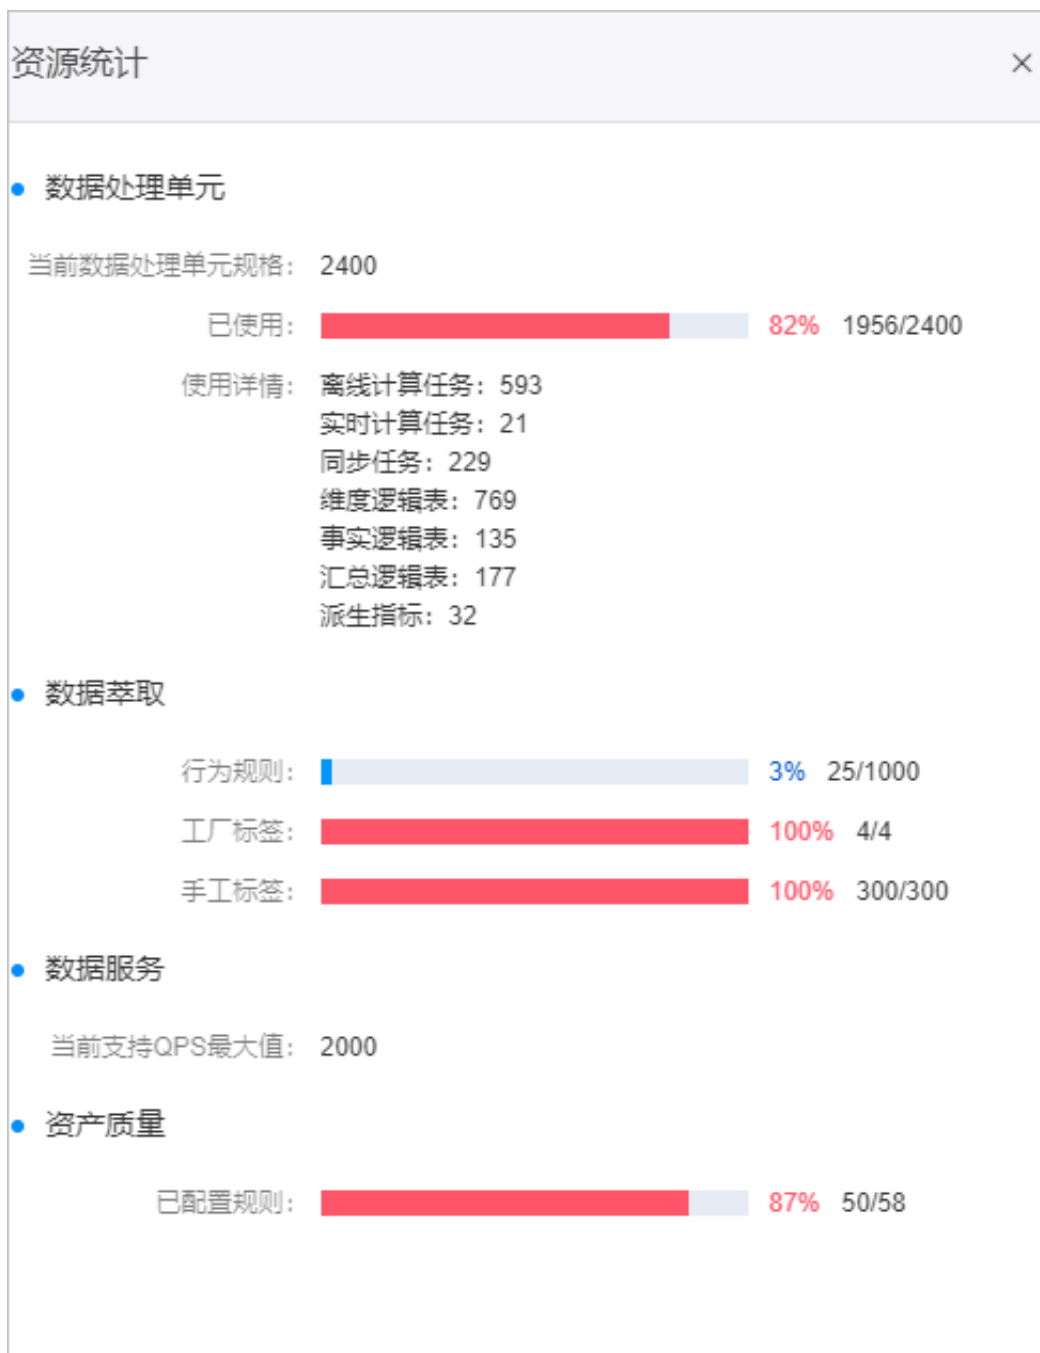 资源统计
数据处理单元
当前数据处理单元规格： 2400
已使用： 82% 1956/2400
使用详情： 离线计算任务：593
实时计算任务：21
同步任务：229
维度逻辑表：769
事实逻辑表：135
汇总逻辑表：177
派生指标：32
数据萃取
行为规则： 3% 25/1000
工厂标签： 100% 4/4
手工标签： 100% 300/300
数据服务
当前支持QPS最大值： 2000
资产质量
已配置规则： 87% 50/58